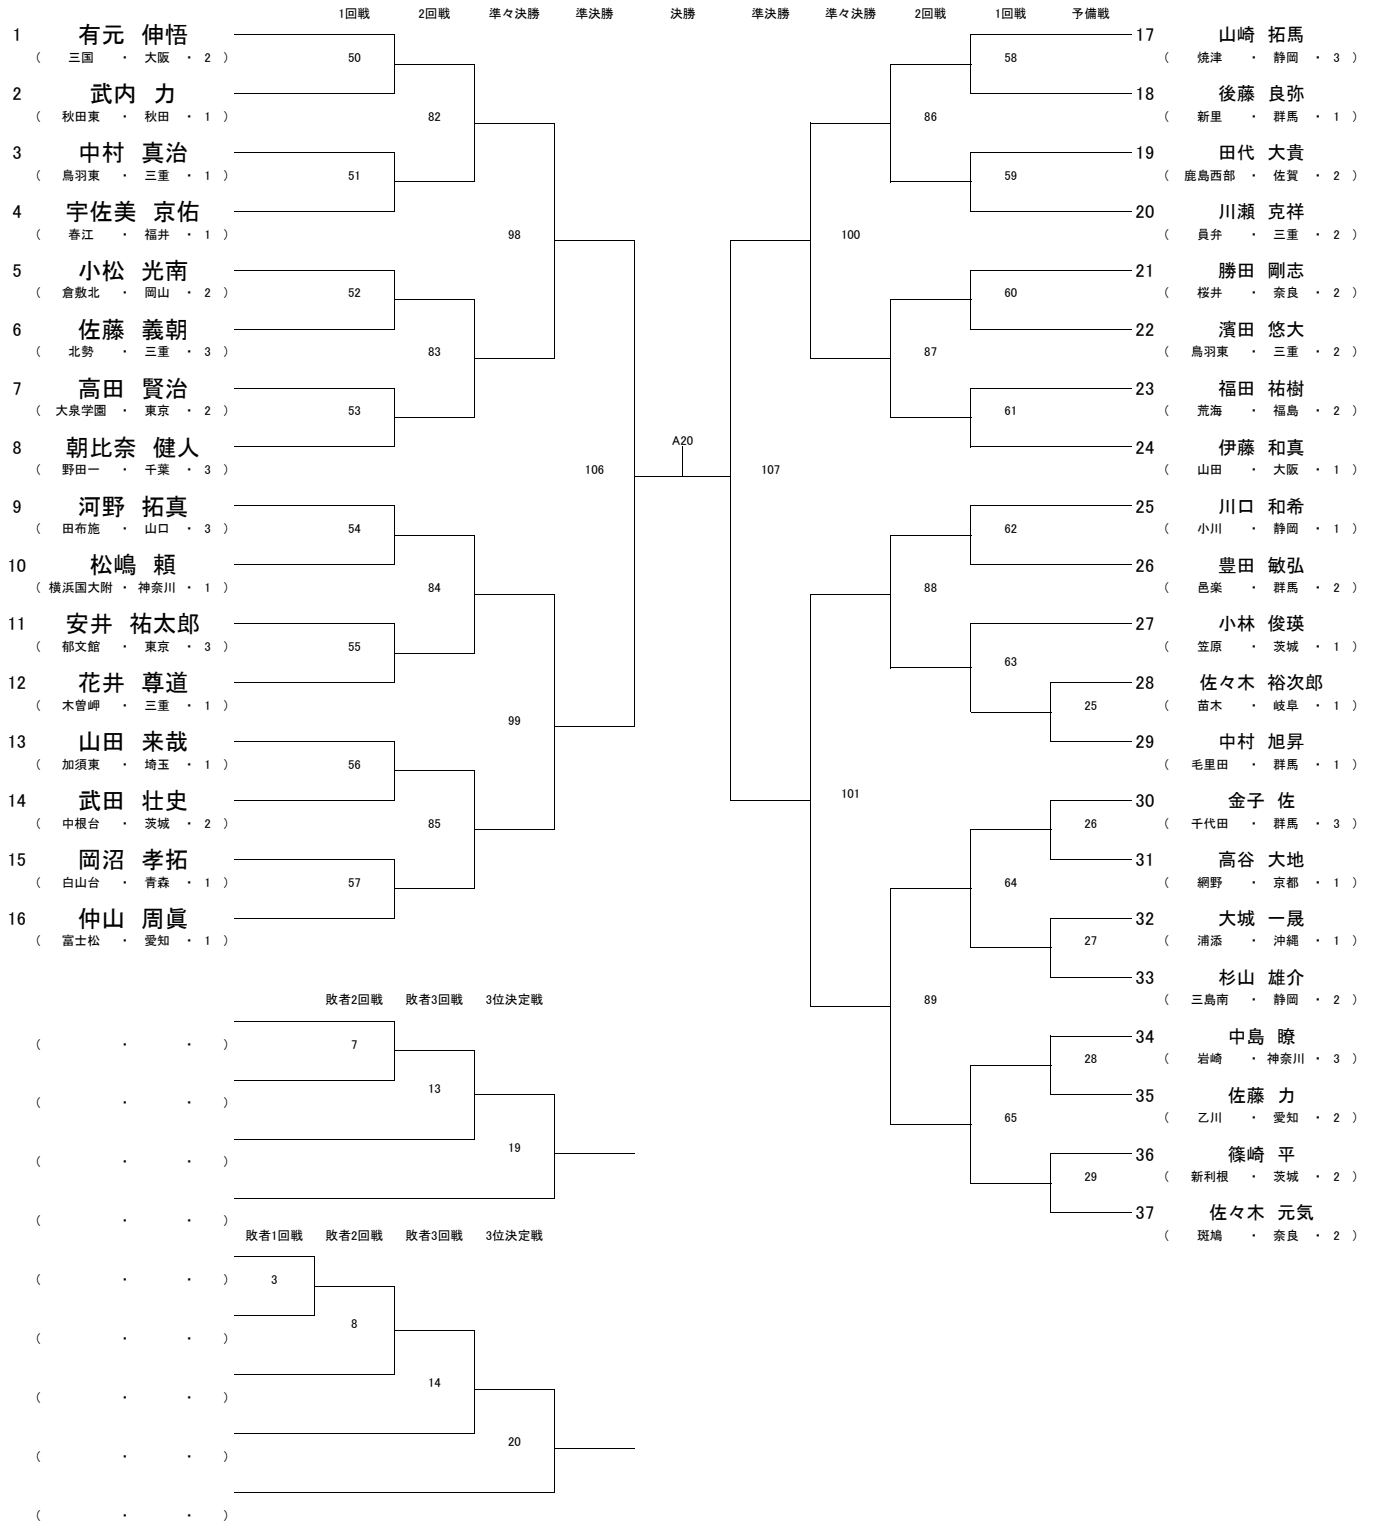 1回戦 2回戦 準々決勝 準決勝 決勝 準決勝 準々決勝 2回戦 1回戦 予備戦
1 有元 伸悟
( 三国 ・ 大阪 ・ 2 )
50
2 武内 力
( 秋田東 ・ 秋田 ・ 1 )
82
3 中村 真治
( 鳥羽東 ・ 三重 ・ 1 )
51
4 宇佐美 京佑
( 春江 ・ 福井 ・ 1 )
98
5 小松 光南
( 倉敷北 ・ 岡山 ・ 2 )
52
6 佐藤 義朝
( 北勢 ・ 三重 ・ 3 )
83
7 高田 賢治
( 大泉学園 ・ 東京 ・ 2 )
53
8 朝比奈 健人
( 野田一 ・ 千葉 ・ 3 )
106
9 河野 拓真
( 田布施 ・ 山口 ・ 3 )
54
10 松嶋 頼
( 横浜国大附 ・ 神奈川 ・ 1 )
84
11 安井 祐太郎
( 郁文館 ・ 東京 ・ 3 )
55
12 花井 尊道
( 木曽岬 ・ 三重 ・ 1 )
99
13 山田 来哉
( 加須東 ・ 埼玉 ・ 1 )
56
14 武田 壮史
( 中根台 ・ 茨城 ・ 2 )
85
15 岡沼 孝拓
( 白山台 ・ 青森 ・ 1 )
57
16 仲山 周眞
( 富士松 ・ 愛知 ・ 1 )
A20
17 山崎 拓馬
( 焼津 ・ 静岡 ・ 3 )
58
18 後藤 良弥
( 新里 ・ 群馬 ・ 1 )
86
19 田代 大貴
( 鹿島西部 ・ 佐賀 ・ 2 )
59
20 川瀬 克祥
( 員弁 ・ 三重 ・ 2 )
100
21 勝田 剛志
( 桜井 ・ 奈良 ・ 2 )
60
22 濱田 悠大
( 鳥羽東 ・ 三重 ・ 2 )
87
23 福田 祐樹
( 荒海 ・ 福島 ・ 2 )
61
24 伊藤 和真
( 山田 ・ 大阪 ・ 1 )
107
25 川口 和希
( 小川 ・ 静岡 ・ 1 )
62
26 豊田 敏弘
( 邑楽 ・ 群馬 ・ 2 )
88
27 小林 俊瑛
( 笠原 ・ 茨城 ・ 1 )
63
28 佐々木 裕次郎
( 苗木 ・ 岐阜 ・ 1 )
25
29 中村 旭昇
( 毛里田 ・ 群馬 ・ 1 )
101
30 金子 佐
( 千代田 ・ 群馬 ・ 3 )
26
31 高谷 大地
( 網野 ・ 京都 ・ 1 )
64
32 大城 一晟
( 浦添 ・ 沖縄 ・ 1 )
27
33 杉山 雄介
( 三島南 ・ 静岡 ・ 2 )
89
34 中島 瞭
( 岩崎 ・ 神奈川 ・ 3 )
28
35 佐藤 力
( 乙川 ・ 愛知 ・ 2 )
65
36 篠崎 平
( 新利根 ・ 茨城 ・ 2 )
29
37 佐々木 元気
( 斑鳩 ・ 奈良 ・ 2 )
敗者2回戦 敗者3回戦 3位決定戦
( ・ ・ )
7
13
( ・ ・ )
19
( ・ ・ )
( ・ ・ )
敗者1回戦 敗者2回戦 敗者3回戦 3位決定戦
( ・ ・ )
3
8
( ・ ・ )
14
( ・ ・ )
20
( ・ ・ )
( ・ ・ )